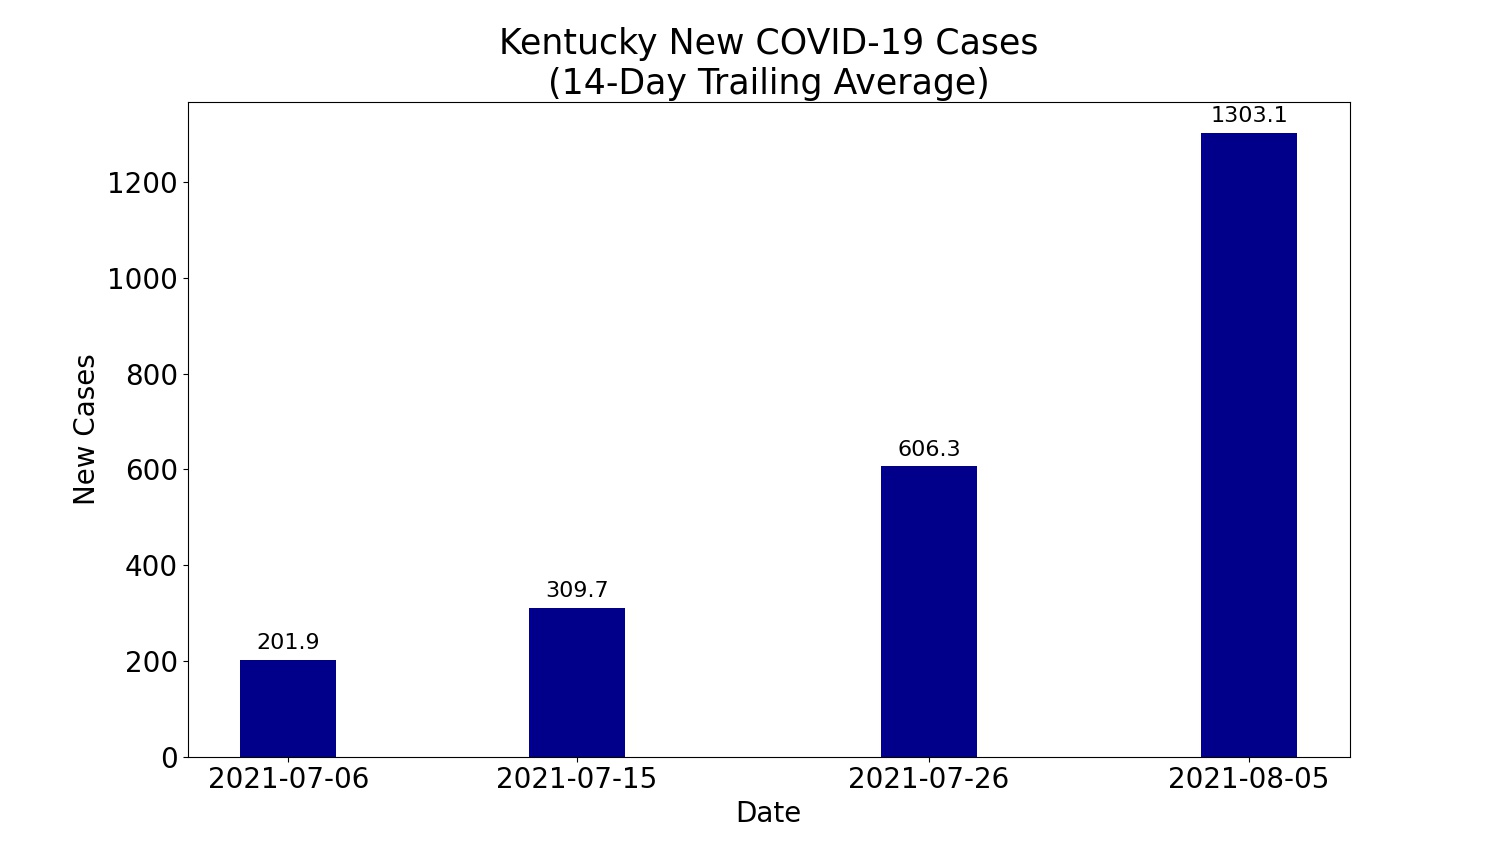 Kentucky New COVID-19 Cases
(14-Day Trailing Average)
1303.1
1200
1000
800
606.3
600
400
309.7
201.9
200
0
New Cases
2021-07-06 2021-07-15 2021-07-26 2021-08-05
Date